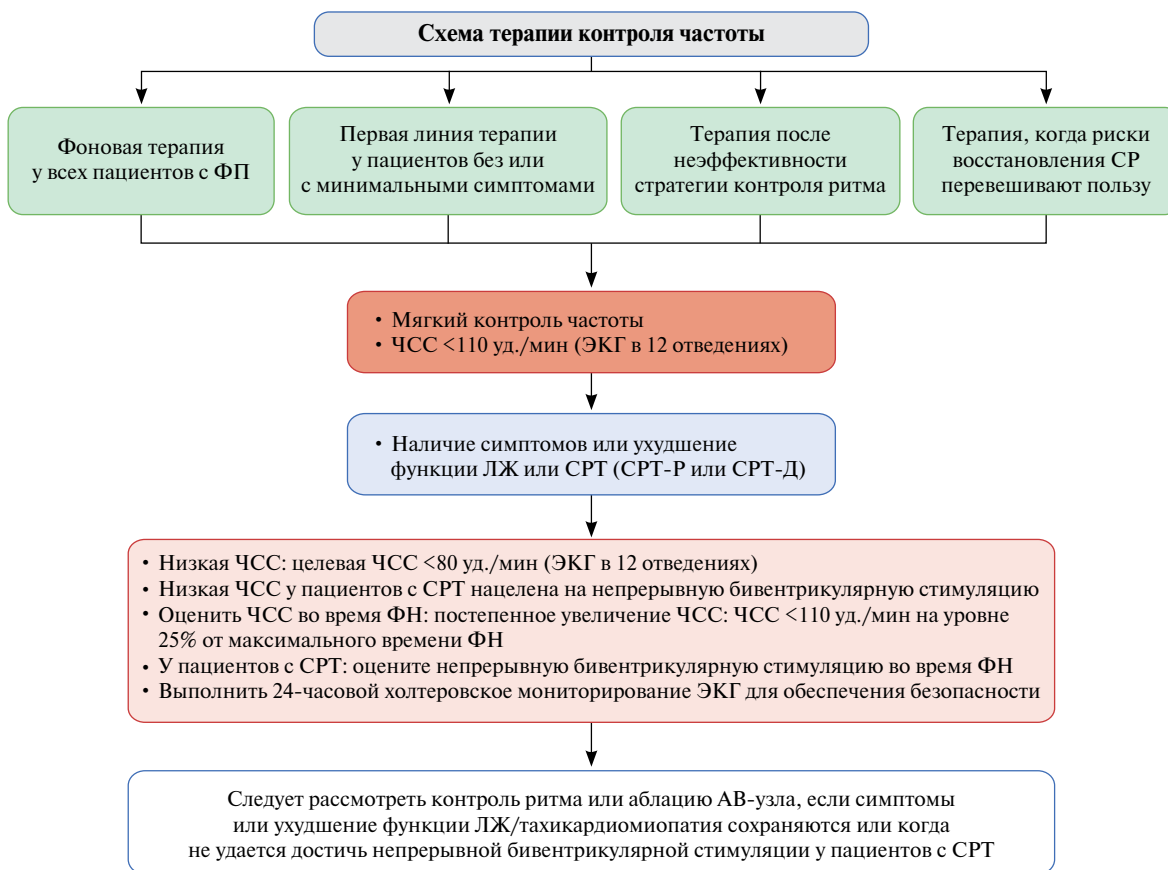 Схема терапии контроля частоты
Фоновая терапия
у всех пациентов с ФП
Первая линия терапии
у пациентов без или
с минимальными симптомами
Терапия после
неэффективности
стратегии контроля ритма
Терапия, когда риски
восстановления СР
перевешивают пользу
• Мягкий контроль частоты
• ЧСС <110 уд./мин (ЭКГ в 12 отведениях)
• Наличие симптомов или ухудшение
функции ЛЖ или СРТ (СРТ-Р или СРТ-Д)
• Низкая ЧСС: целевая ЧСС <80 уд./мин (ЭКГ в 12 отведениях)
• Низкая ЧСС у пациентов с СРТ нацелена на непрерывную бивентрикулярную стимуляцию
• Оценить ЧСС во время ФН: постепенное увеличение ЧСС: ЧСС <110 уд./мин на уровне
25% от максимального времени ФН
• У пациентов с СРТ: оцените непрерывную бивентрикулярную стимуляцию во время ФН
• Выполнить 24-часовой холтеровское мониторирование ЭКГ для обеспечения безопасности
Следует рассмотреть контроль ритма или аблацию АВ-узла, если симптомы
или ухудшение функции ЛЖ/тахикардиомиопатия сохраняются или когда
не удается достичь непрерывной бивентрикулярной стимуляции у пациентов с СРТ